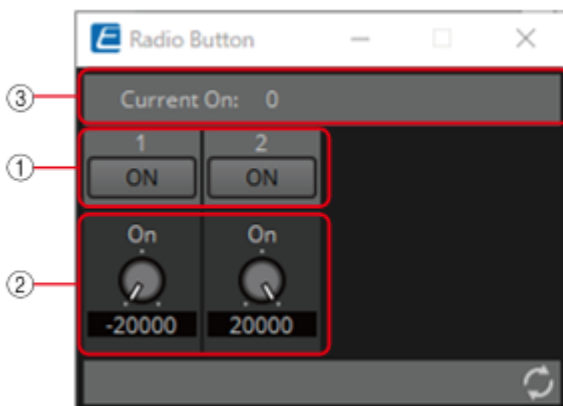 Radio Button
③ Current On: 0
① 1 2
ON ON
② On On
-20000 20000